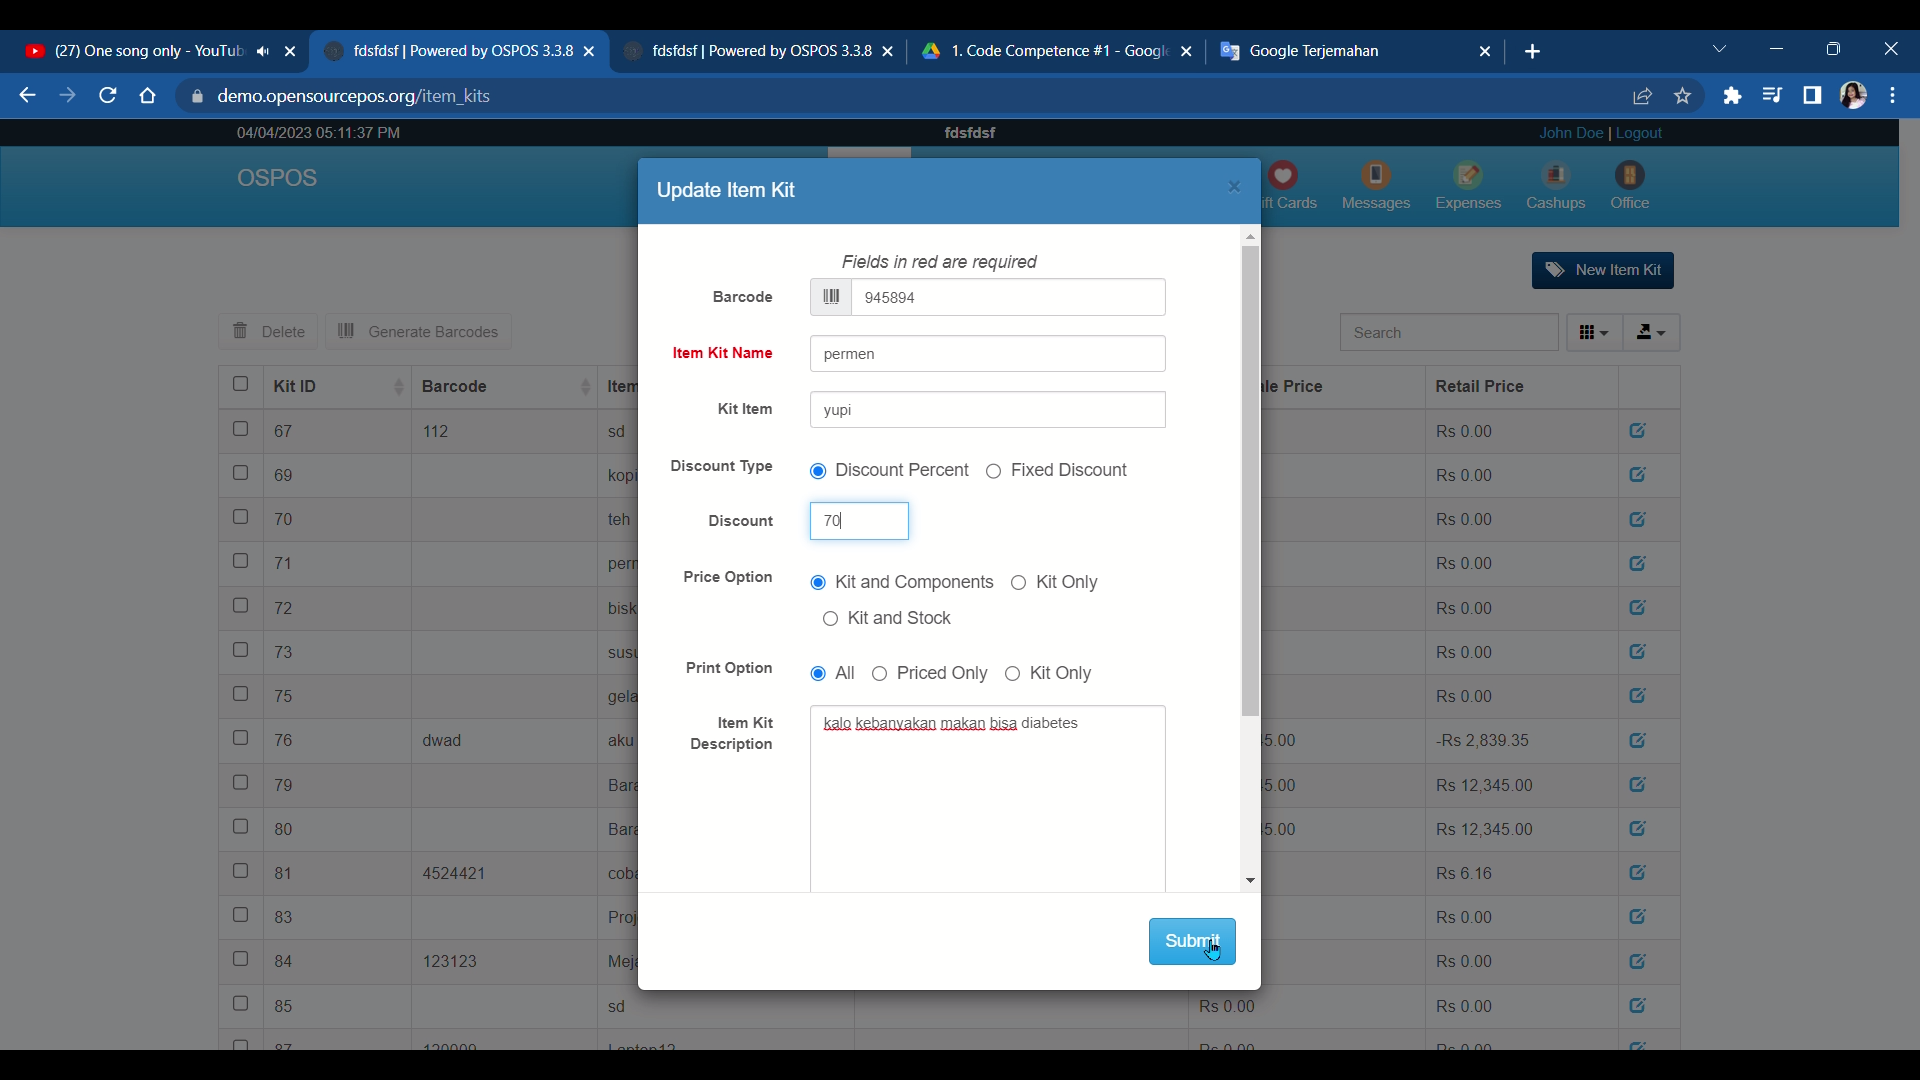 (27) One song only - YouTub
fdsfdsf | Powered by OSPOS 3.3.8
fdsfdsf | Powered by OSPOS 3.3.8
1. Code Competence #1 - Google
Google Terjemahan
demo.opensourcepos.org/item_kits
04/04/2023 05:11:37 PM
fdsfdsf
John Doe | Logout
OSPOS
ift Cards
Messages
Expenses
Cashups
Office
Update Item Kit
New Item Kit
Fields in red are required
Barcode 945894
Delete
Generate Barcodes
Search
Item Kit Name permen
Kit ID Barcode Item le Price Retail Price
Kit Item yupi
67 112 sd Rs 0.00
Discount Type Discount Percent Fixed Discount
69 kopi Rs 0.00
Discount 70
70 teh Rs 0.00
71 perm Rs 0.00
Price Option Kit and Components Kit Only
72 bisk Rs 0.00
Kit and Stock
73 susu Rs 0.00
Print Option All Priced Only Kit Only
75 gela Rs 0.00
Item Kit Description
kalo kebanyakan makan bisa diabetes
76 dwad aku 5.00 -Rs 2,839.35
79 Bara 5.00 Rs 12,345.00
80 Bara 5.00 Rs 12,345.00
81 4524421 coba Rs 6.16
83 Proj Rs 0.00
84 123123 Meja Rs 0.00
Submit
85 sd Rs 0.00 Rs 0.00
87 120009 Laptop12 Rs 0.00 Rs 0.00